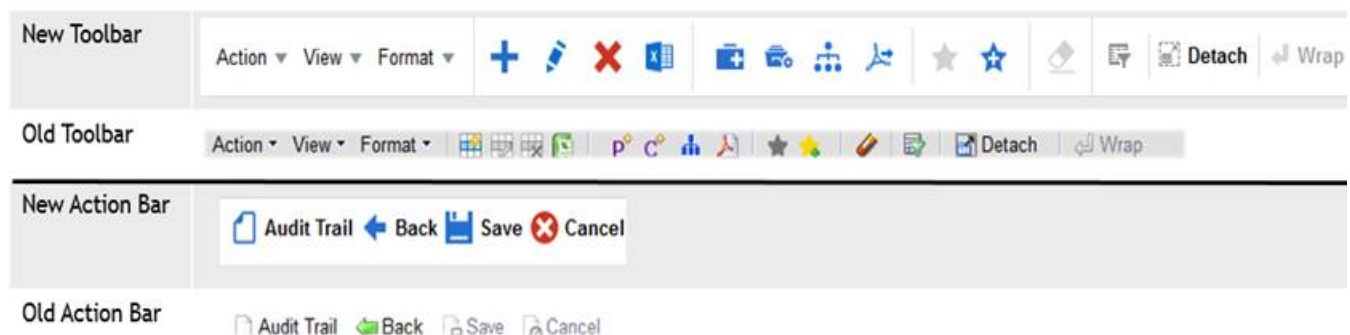 New Toolbar
Action View Format Detach Wrap
Old Toolbar
Action View Format P C Detach Wrap
New Action Bar
Audit Trail Back Save Cancel
Old Action Bar
Audit Trail Back Save Cancel